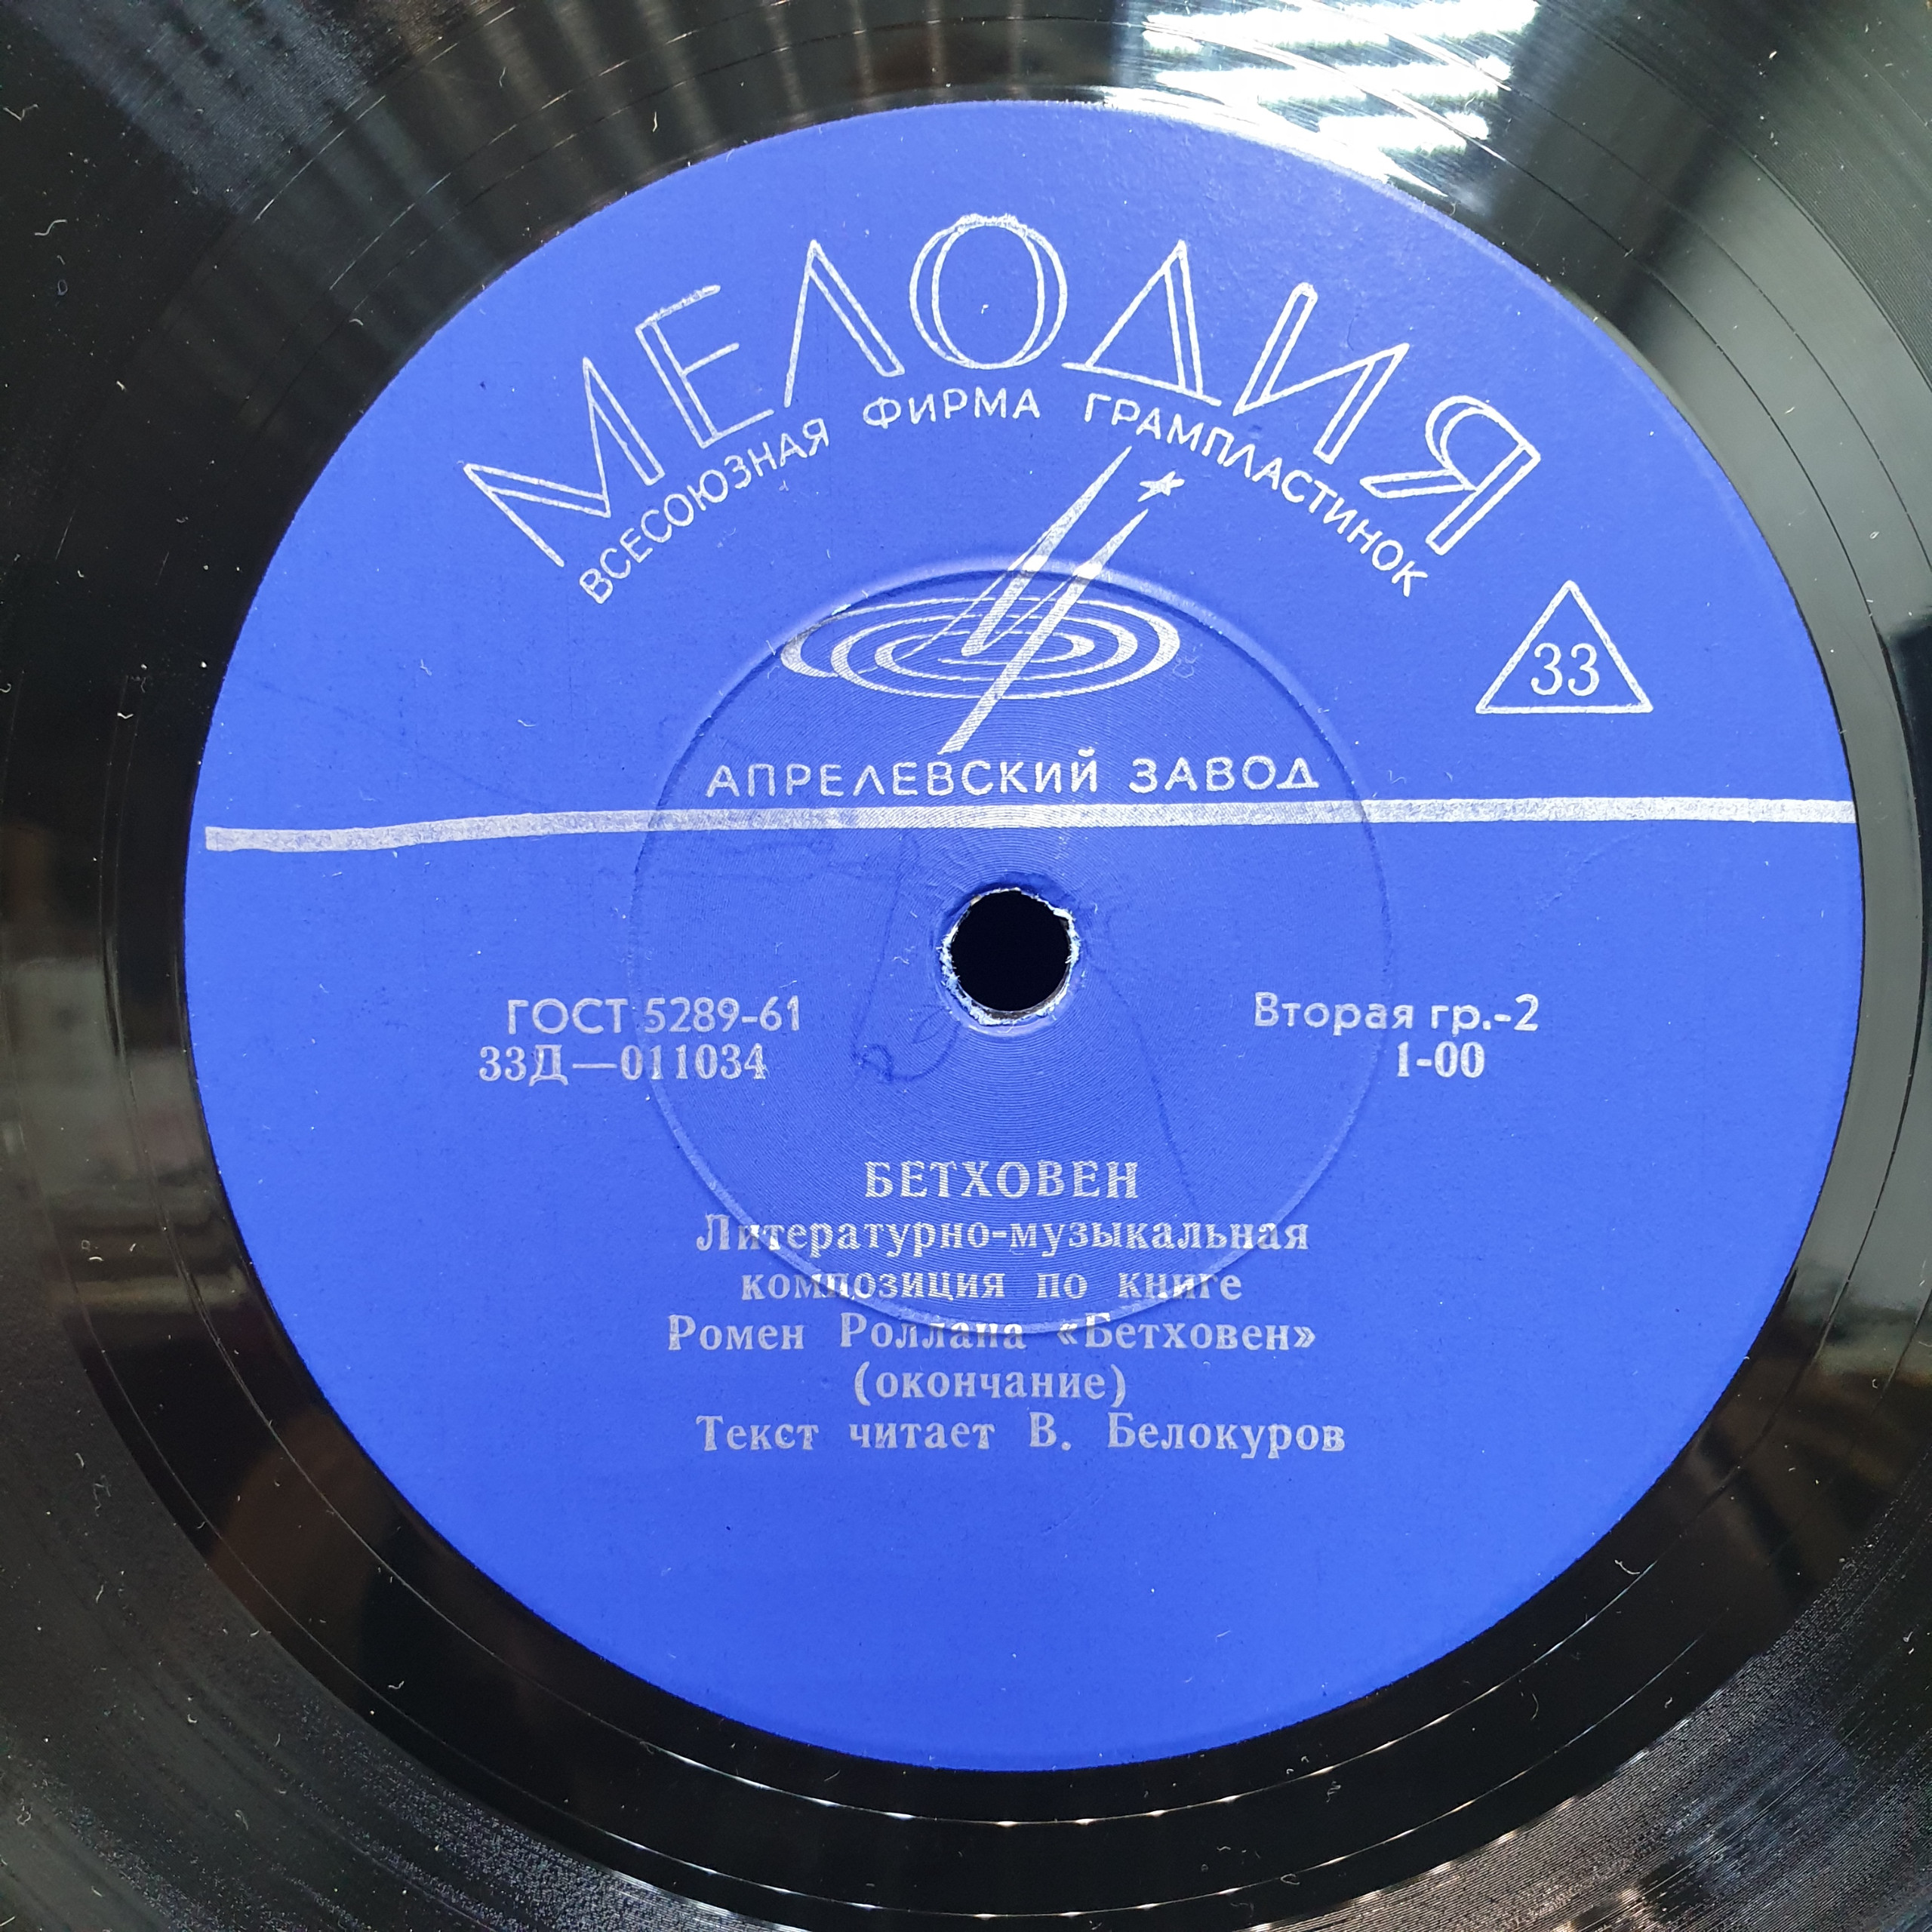 МЕЛОДИЯ
ВСЕСОЮЗНАЯ ФИРМА ГРАМПЛАСТИНОК
33
АПРЕЛЕВСКИЙ ЗАВОД
ГОСТ 5289-61
Вторая гр.-2
33Д—011034
1-00
БЕТХОВЕН
Литературно-музыкальная
композиция по книге
Ромен Роллана «Бетховен»
(окончание)
Текст читает В. Белокуров